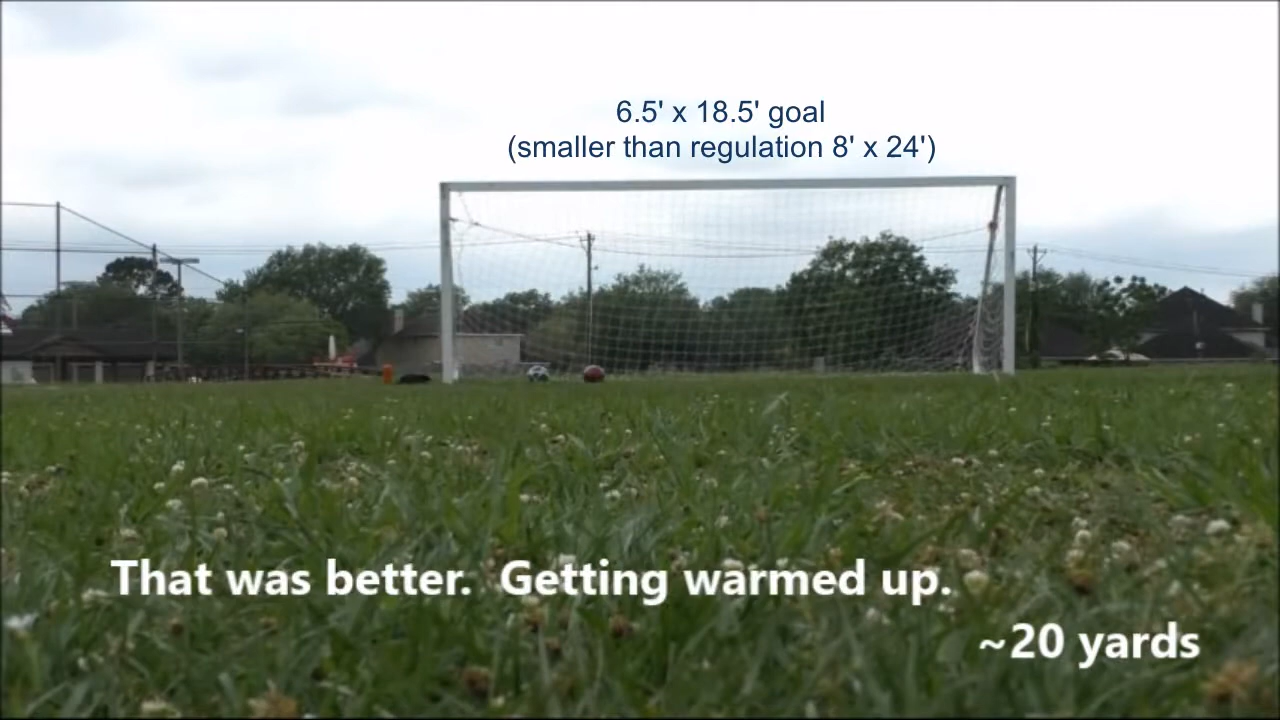 6.5' x 18.5' goal
(smaller than regulation 8' x 24')
That was better.  Getting warmed up.
~20 yards